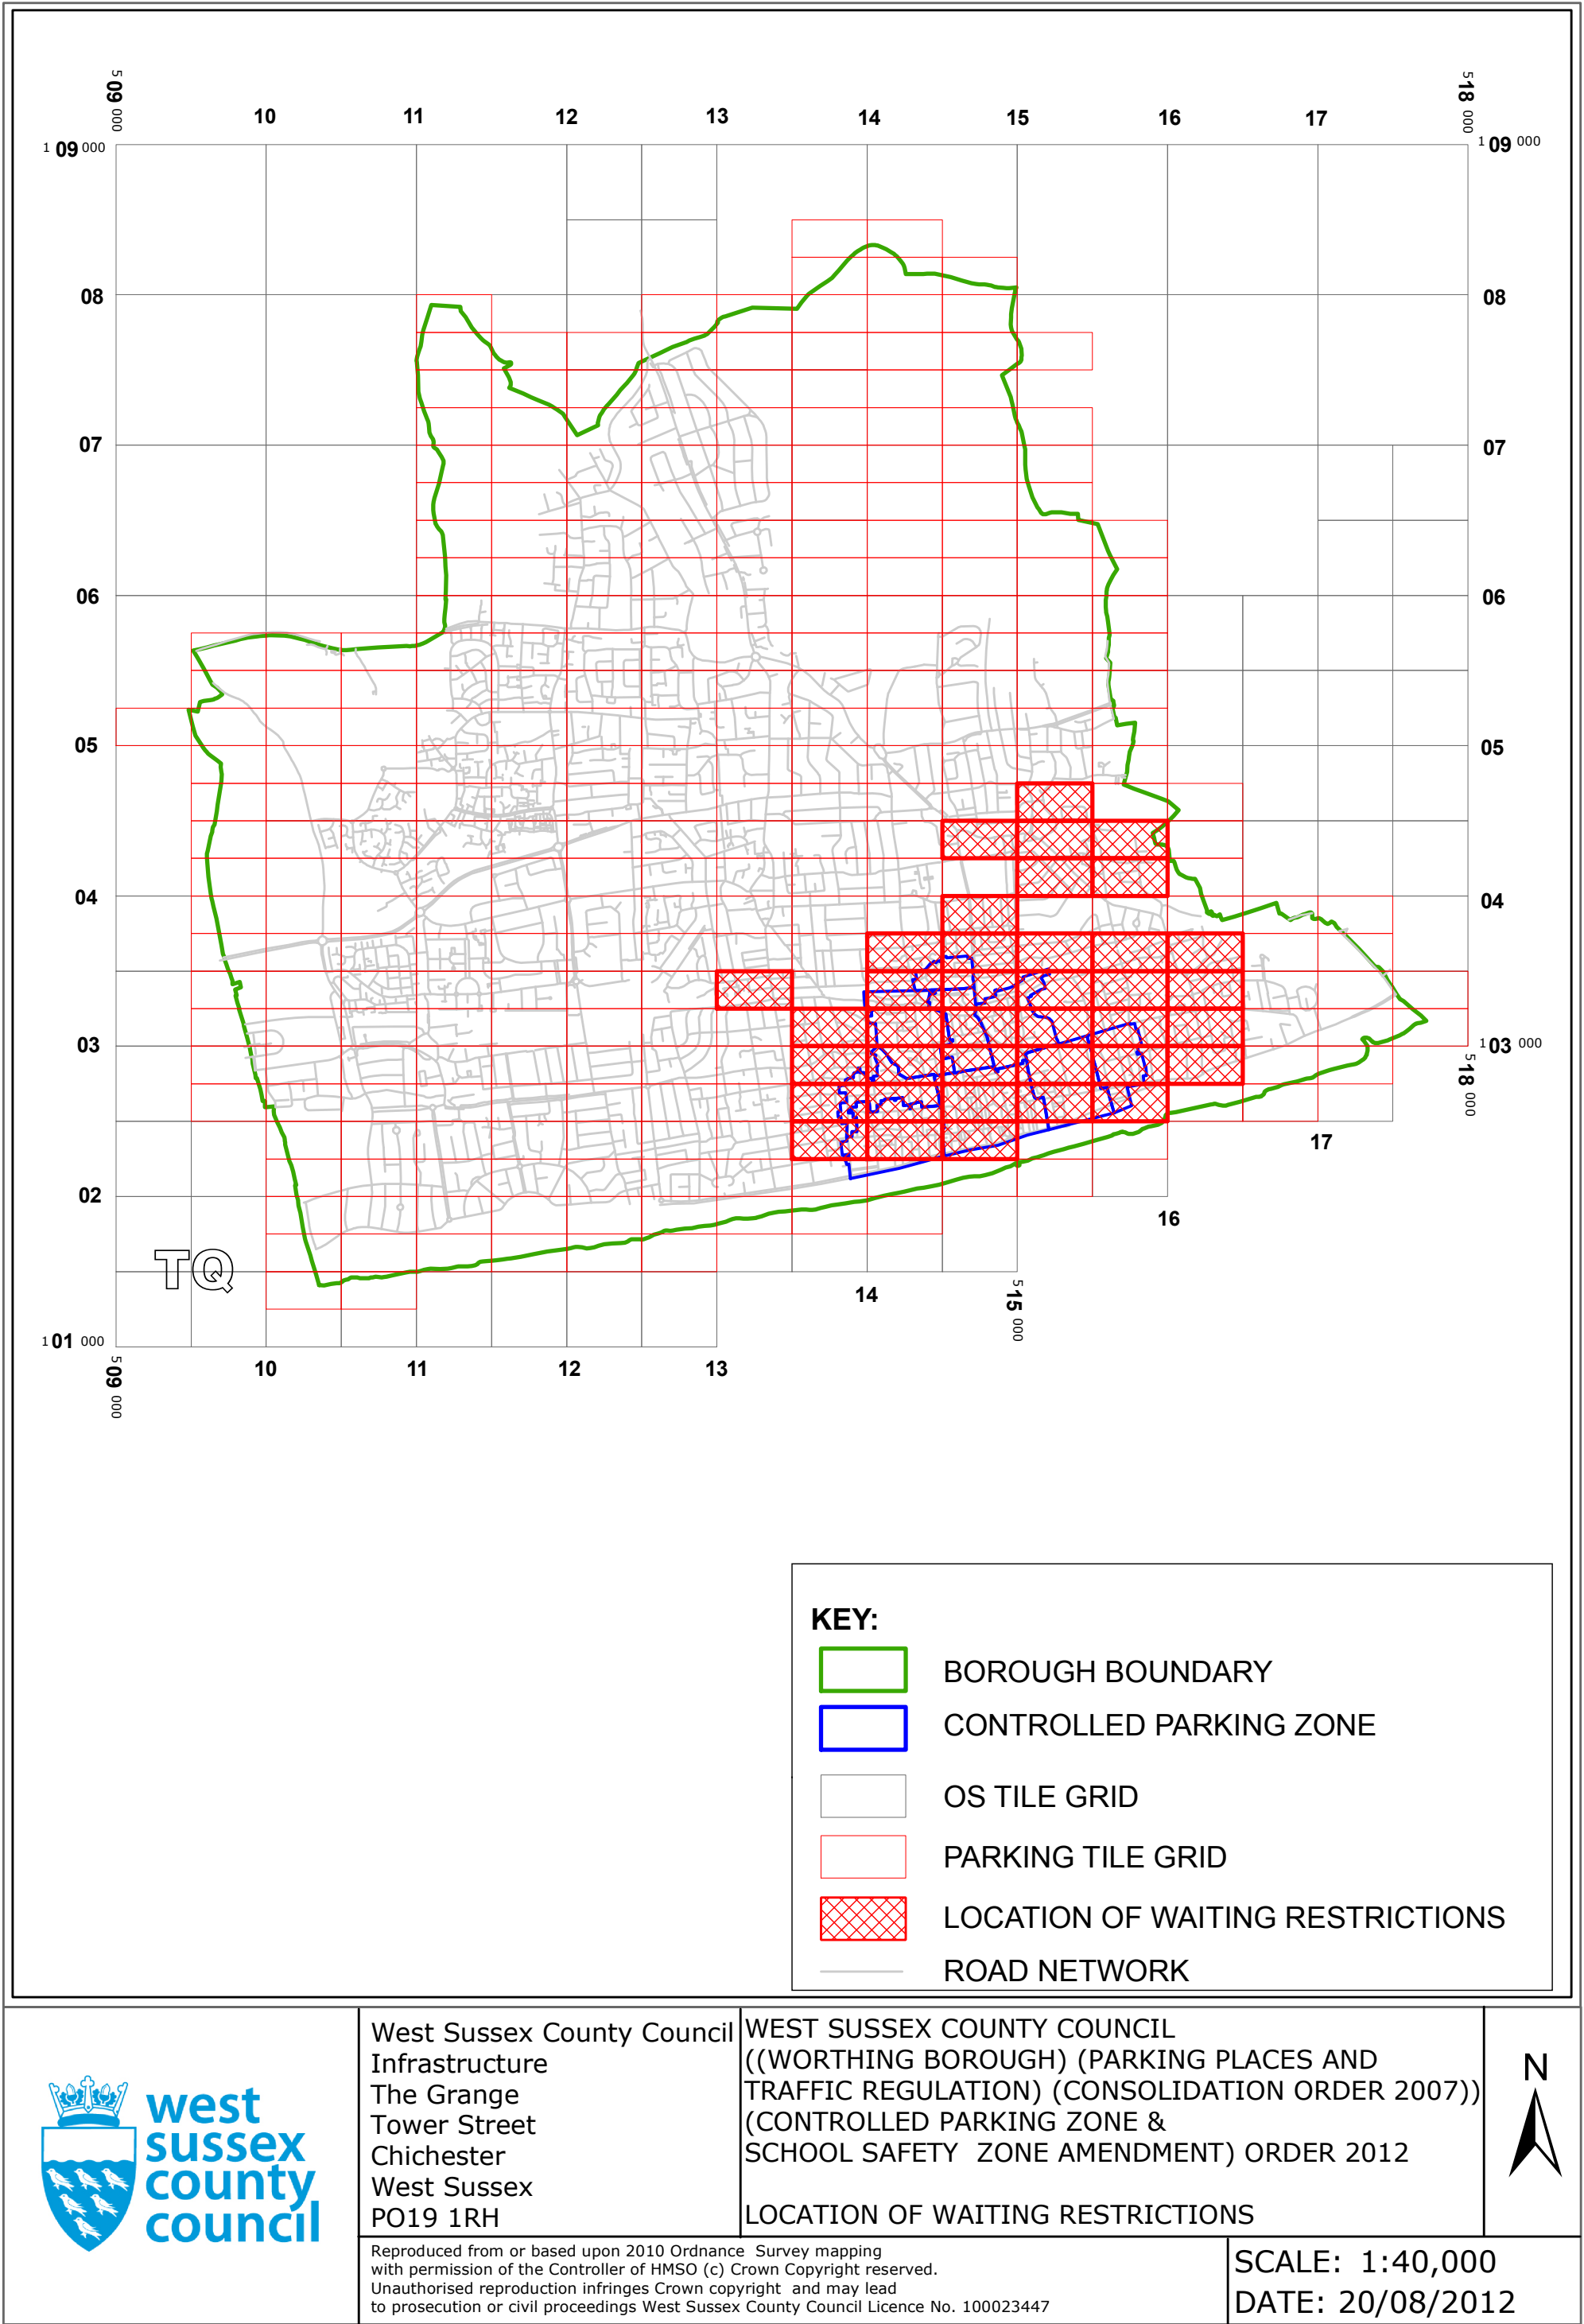 5 09 000
10
11
12
13
14
15
16
17
5 18 000
1 09 000
1 09 000
08
08
07
07
06
06
05
05
04
04
03
1 03 000
5 18 000
17
02
16
TQ
14
5 15 000
1 01 000
5 09 000
10
11
12
13
KEY:
BOROUGH BOUNDARY
CONTROLLED PARKING ZONE
OS TILE GRID
PARKING TILE GRID
LOCATION OF WAITING RESTRICTIONS
ROAD NETWORK
west
sussex
county
council
West Sussex County Council
Infrastructure
The Grange
Tower Street
Chichester
West Sussex
PO19 1RH
WEST SUSSEX COUNTY COUNCIL
((WORTHING BOROUGH) (PARKING PLACES AND
TRAFFIC REGULATION) (CONSOLIDATION ORDER 2007))
(CONTROLLED PARKING ZONE &
SCHOOL SAFETY ZONE AMENDMENT) ORDER 2012
LOCATION OF WAITING RESTRICTIONS
N
Reproduced from or based upon 2010 Ordnance Survey mapping
with permission of the Controller of HMSO (c) Crown Copyright reserved.
Unauthorised reproduction infringes Crown copyright and may lead
to prosecution or civil proceedings West Sussex County Council Licence No. 100023447
SCALE: 1:40,000
DATE: 20/08/2012